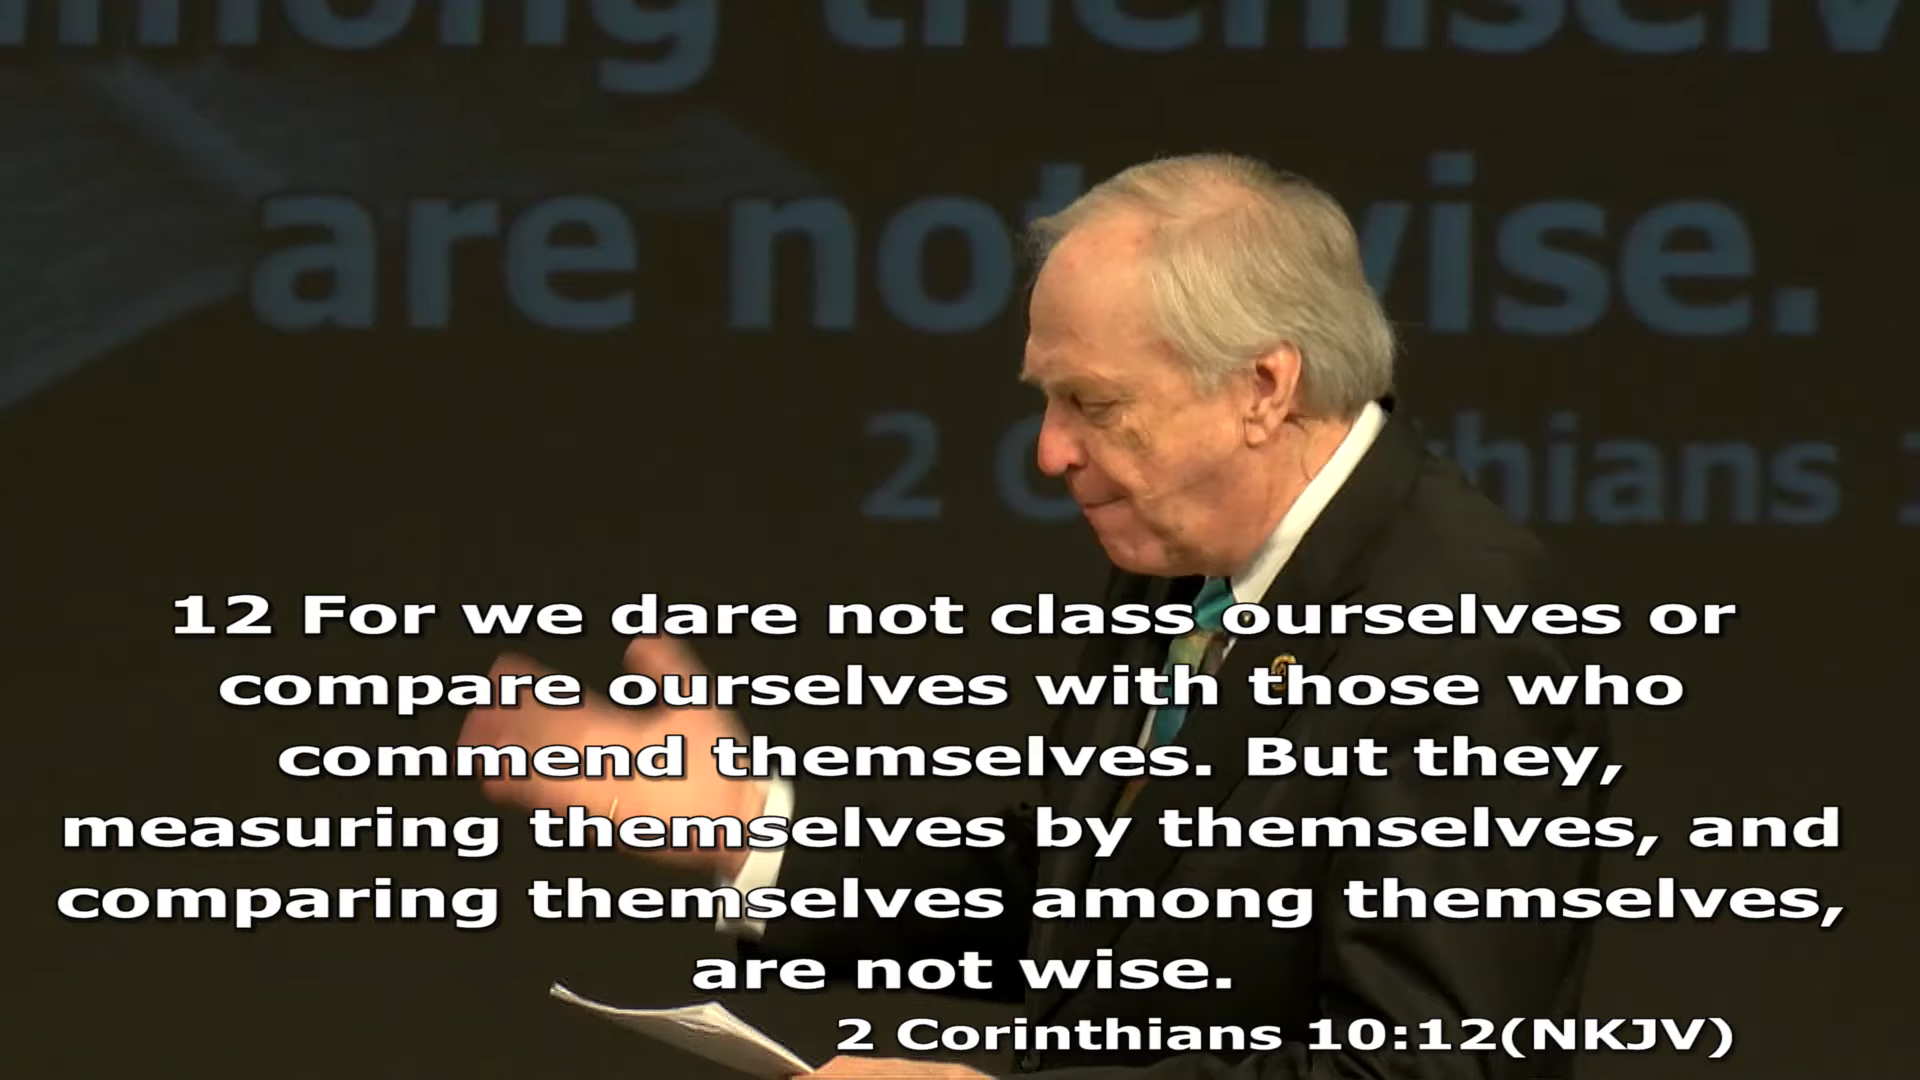 among themselv
are no wise.
2 C thians 1
12 For we dare not class ourselves or
compare ourselves with those who
commend themselves. But they,
measuring themselves by themselves, and
comparing themselves among themselves,
are not wise.
2 Corinthians 10:12(NKJV)